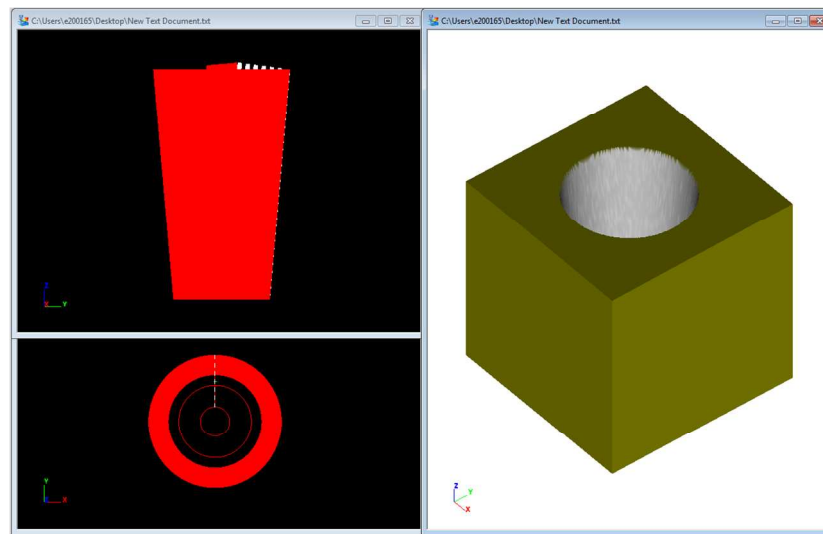 C:\Users\e200165\Desktop\New Text Document.txt
C:\Users\e200165\Desktop\New Text Document.txt
Z
X Y
Y
Z X
Z
Y
X